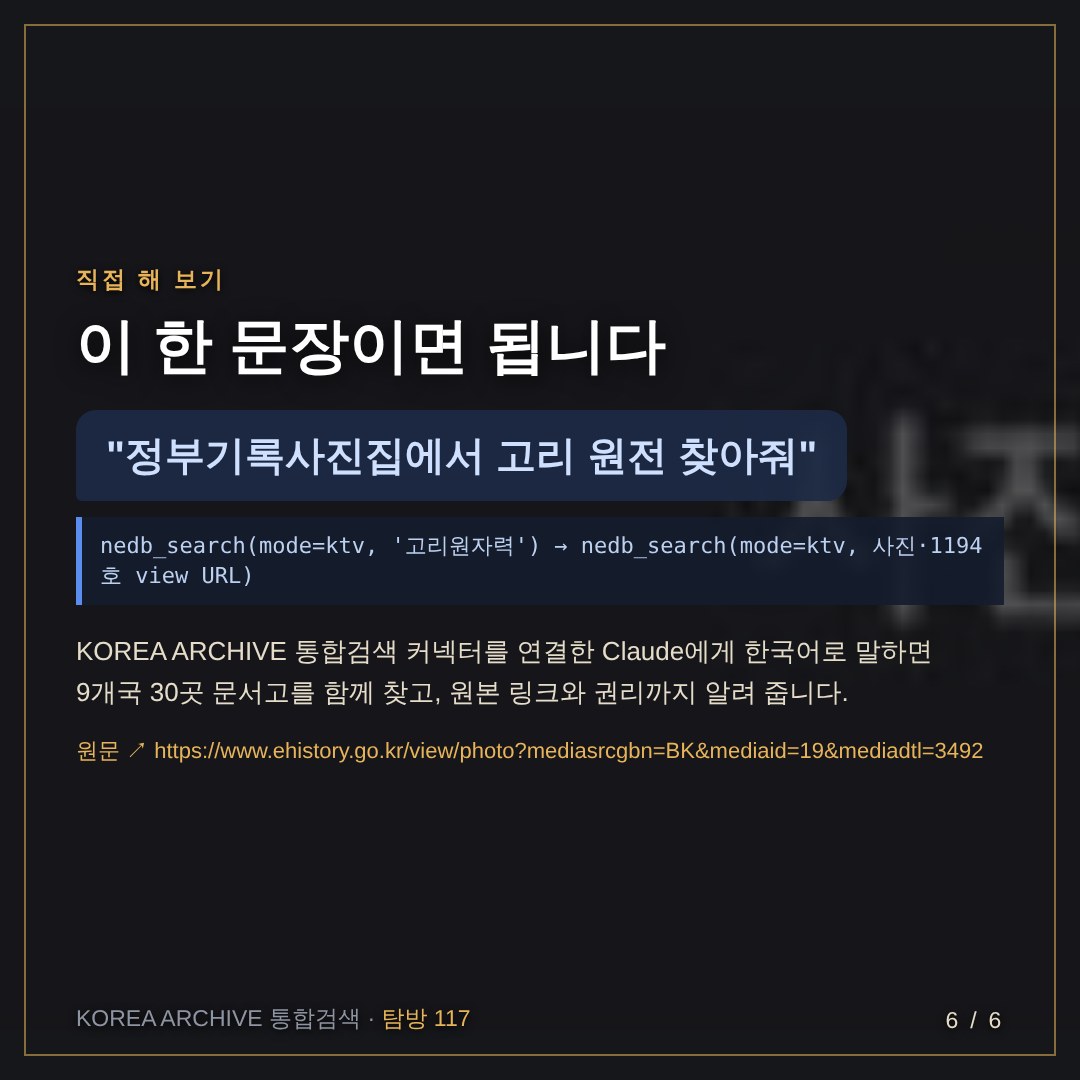 직접 해 보기
이 한 문장이면 됩니다
"정부기록사진집에서 고리 원전 찾아줘"
nedb_search(mode=ktv, '고리원자력') → nedb_search(mode=ktv, 사진·1194
호 view URL)
KOREA ARCHIVE 통합검색 커넥터를 연결한 Claude에게 한국어로 말하면
9개국 30곳 문서고를 함께 찾고, 원본 링크와 권리까지 알려 줍니다.
원문 ↗ https://www.ehistory.go.kr/view/photo?mediasrcgbn=BK&mediaid=19&mediadtl=3492
KOREA ARCHIVE 통합검색 · 탐방 117
6 / 6